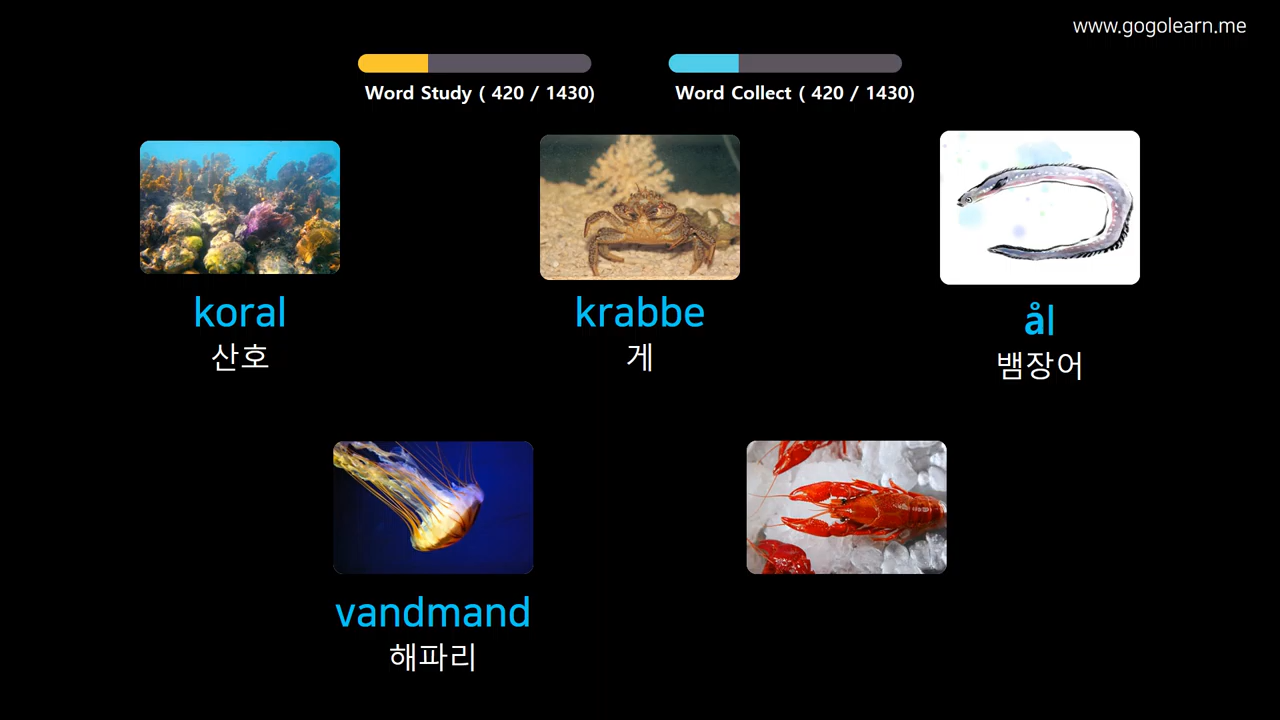 www.gogolearn.me
Word Study ( 420 / 1430)
Word Collect ( 420 / 1430)
koral
산호
krabbe
게
ål
뱀장어
vandmand
해파리